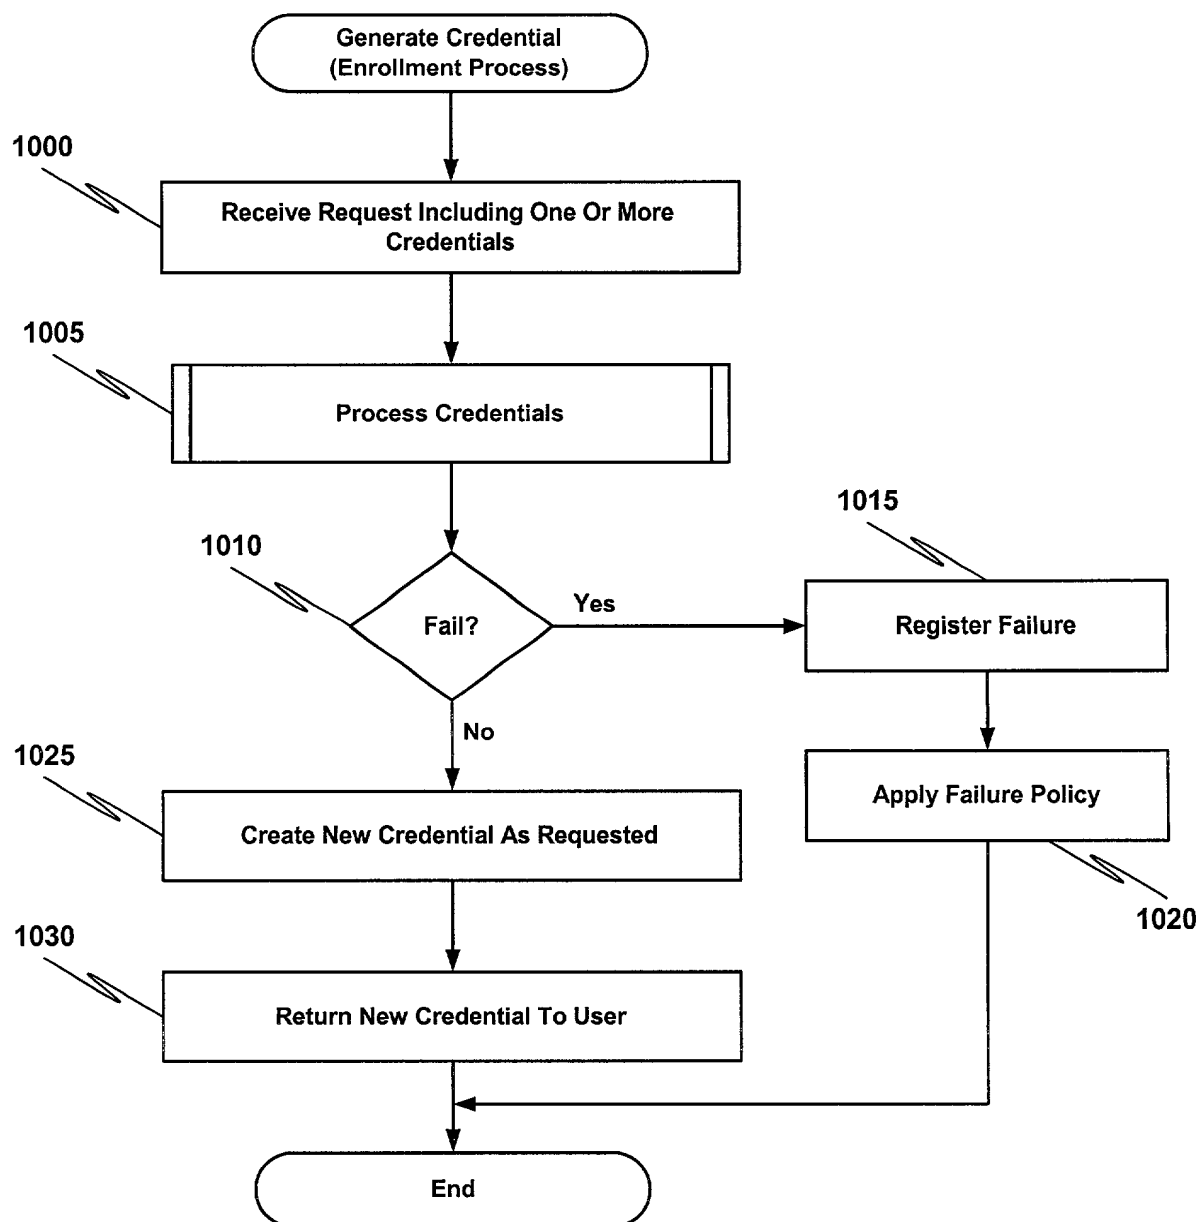 Generate Credential
(Enrollment Process)
1000
Receive Request Including One Or More
Credentials
1005
Process Credentials
1010
Fail?
Yes
1015
Register Failure
No
1025
Create New Credential As Requested
Apply Failure Policy
1020
1030
Return New Credential To User
End